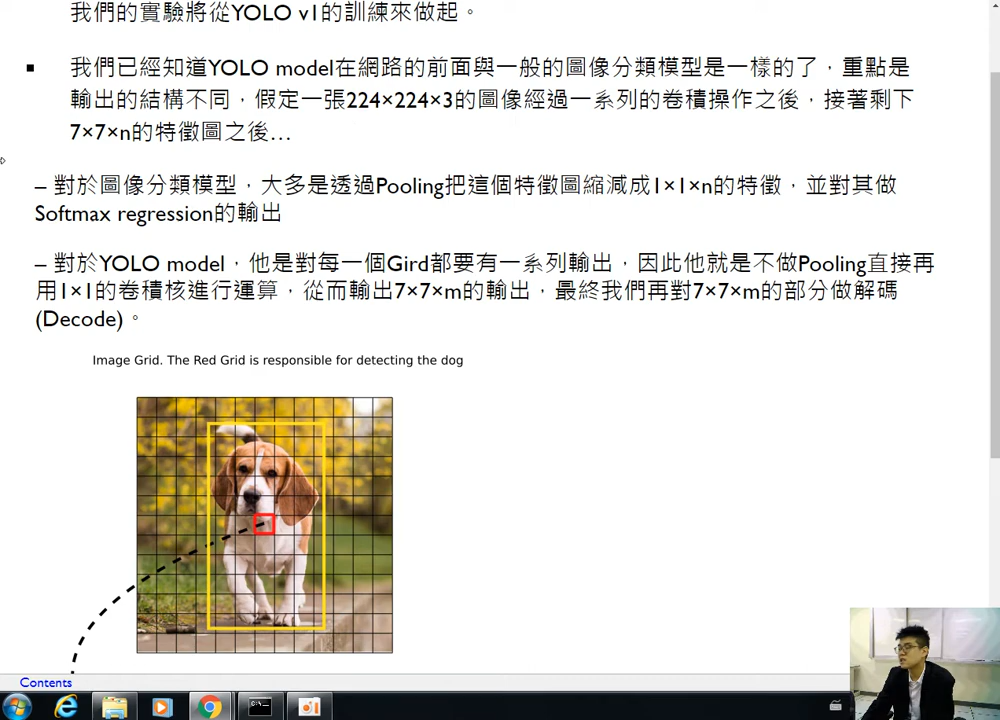 我們的實驗將從YOLO v1的訓練來做起。
▪ 我們已經知道YOLO model在網路的前面與一般的圖像分類模型是一樣的了，重點是
輸出的結構不同，假定一張224×224×3的圖像經過一系列的卷積操作之後，接著剩下
7×7×n的特徵圖之後…
– 對於圖像分類模型，大多是透過Pooling把這個特徵圖縮減成1×1×n的特徵，並對其做
Softmax regression的輸出
– 對於YOLO model，他是對每一個Gird都要有一系列輸出，因此他就是不做Pooling直接再
用1×1的卷積核進行運算，從而輸出7×7×m的輸出，最終我們再對7×7×m的部分做解碼
(Decode)。
Image Grid. The Red Grid is responsible for detecting the dog
Contents